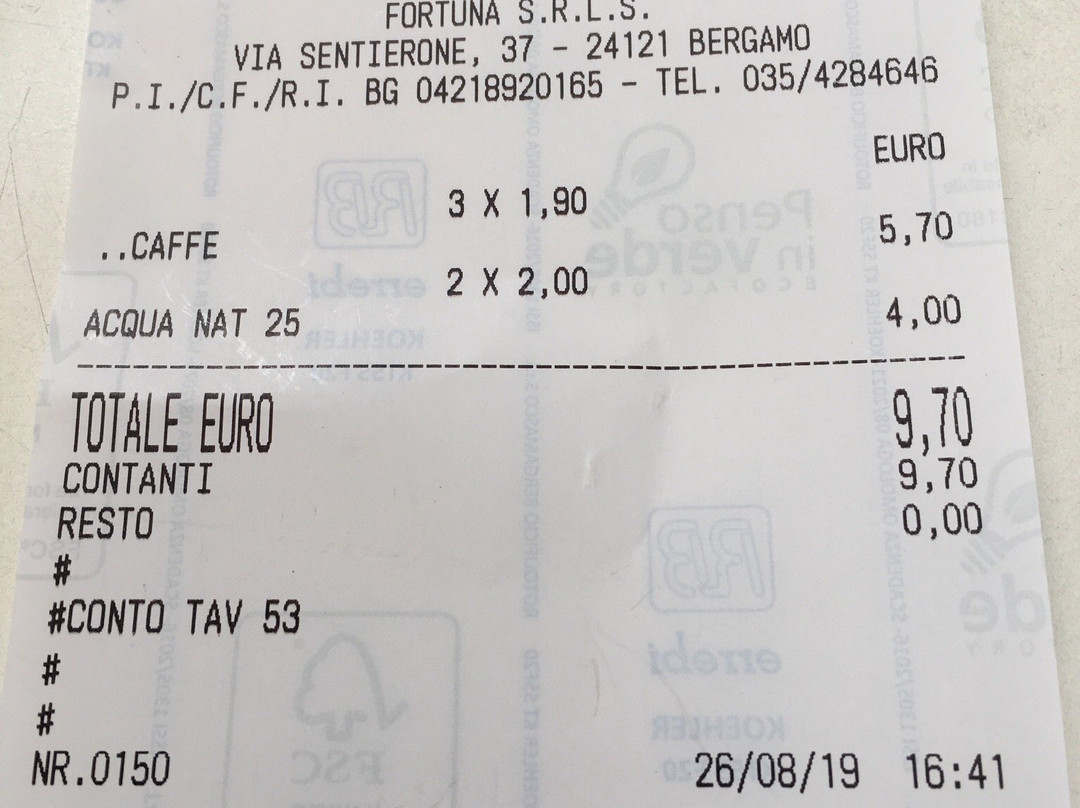 FORTUNA S.R.L.S.
VIA SENTIERONE, 37 - 24121 BERGAMO
P.I./C.F./R.I. BG 04218920165 - TEL. 035/4284646
EURO
3 X 1,90
..CAFFE 5,70
2 X 2,00
ACQUA NAT 25 4,00
--------------------------------
TOTALE EURO 9,70
CONTANTI 9,70
RESTO 0,00
#
#CONTO TAV 53
#
#
NR.0150 26/08/19 16:41